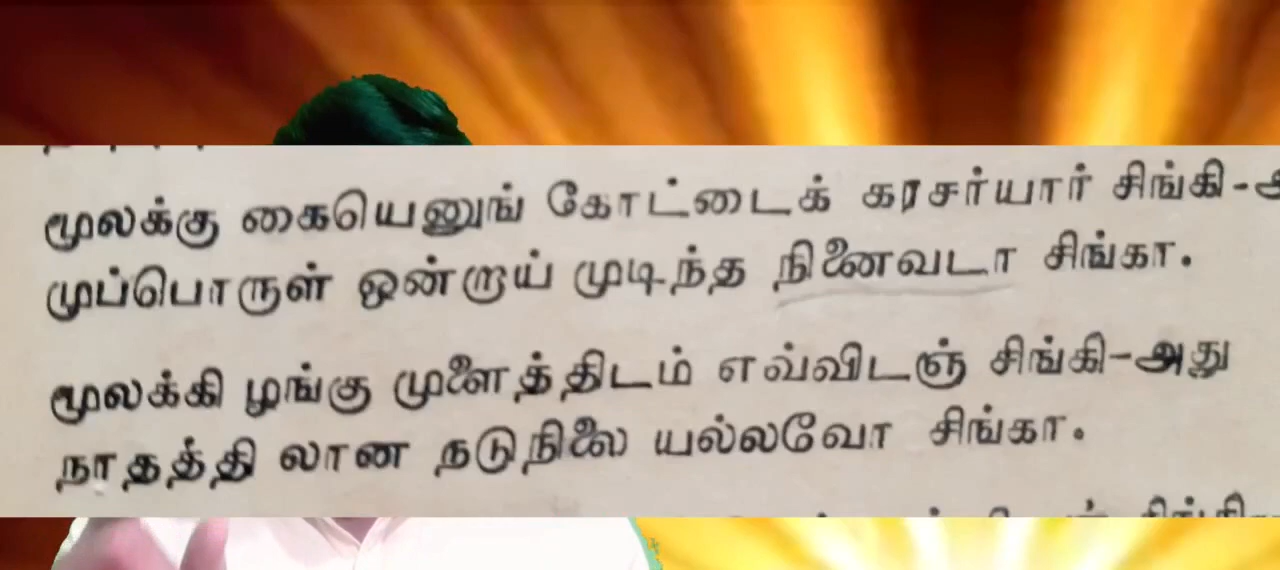 மூலக்கு கையெனுங் கோட்டைக் கரசர்யார் சிங்கி-
முப்பொருள் ஒன்றாய் முடிந்த நினைவடா சிங்கா.
மூலக்கி ழங்கு முளைத்திடம் எவ்விடஞ் சிங்கி-அது
நாதத்தி லான நடுநிலை யல்லவோ சிங்கா.